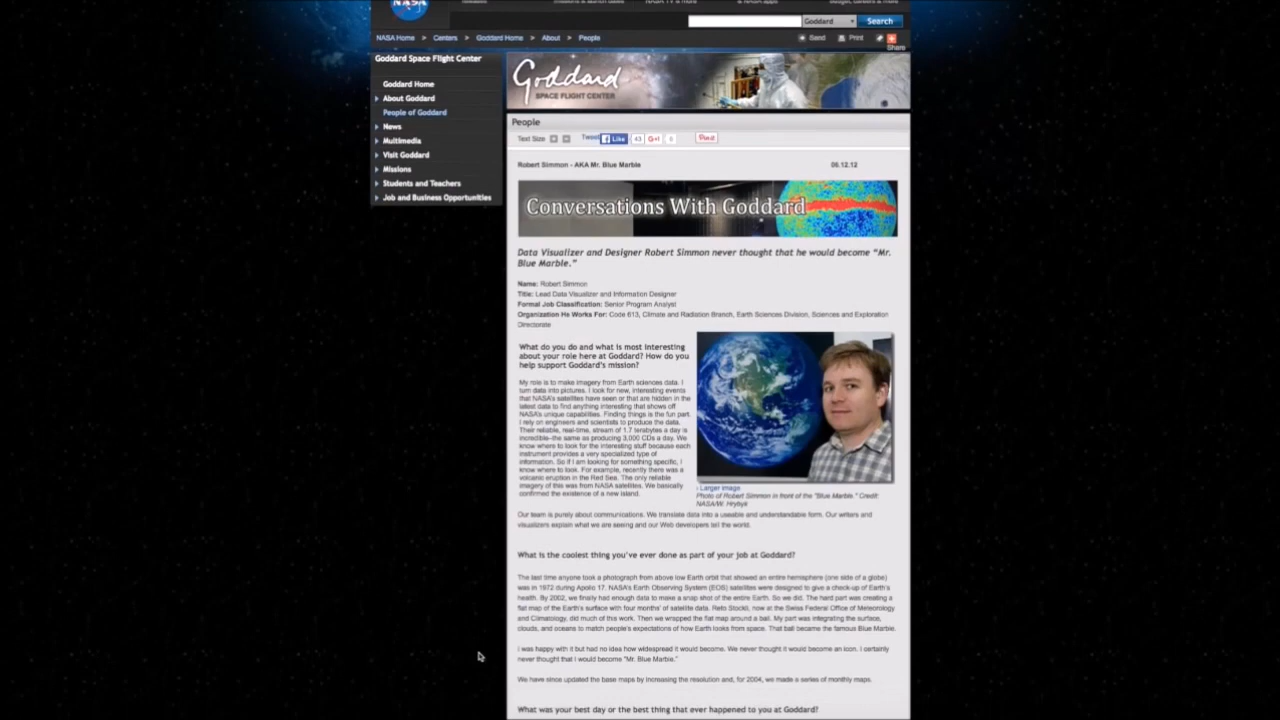 NASA
Goddard
Search
NASA Home > Centers > Goddard Home > About > People
Send
Print
Share
Goddard Space Flight Center
Goddard Home
About Goddard
People of Goddard
News
Multimedia
Visit Goddard
Missions
Students and Teachers
Job and Business Opportunities
Goddard
SPACE FLIGHT CENTER
People
Text Size
Tweet
Like
43
G+1
Pin it
Robert Simmon - AKA Mr. Blue Marble
06.12.12
Conversations With Goddard
Data Visualizer and Designer Robert Simmon never thought that he would become "Mr.
Blue Marble."
Name: Robert Simmon
Title: Lead Data Visualizer and Information Designer
Formal Job Classification: Senior Program Analyst
Organization He Works For: Code 613, Climate and Radiation Branch, Earth Sciences Division, Sciences and Exploration
Directorate
What do you do and what is most interesting
about your role here at Goddard? How do you
help support Goddard's mission?
My role is to make imagery from Earth sciences data. I
turn data into pictures. I look for new, interesting events
that NASA's satellites have seen or that are hidden in the
latest data to find anything interesting that shows off
NASA's unique capabilities. Finding things is the fun part.
I rely on engineers and scientists to produce the data.
Their reliable, real-time, stream of 1.7 terabytes a day is
incredible–the same as producing 3,000 CDs a day. We
know where to look for the interesting stuff because each
instrument provides a very specialized type of
information. So if I am looking for something specific, I
know where to look. For example, recently there was a
volcanic eruption in the Red Sea. The only reliable
imagery of this was from NASA satellites. We basically
confirmed the existence of a new island.
› Larger image
Photo of Robert Simmon in front of the "Blue Marble." Credit:
NASA/W. Hrybyk
Our team is purely about communications. We translate data into a useable and understandable form. Our writers and
visualizers explain what we are seeing and our Web developers tell the world.
What is the coolest thing you've ever done as part of your job at Goddard?
The last time anyone took a photograph from above low Earth orbit that showed an entire hemisphere (one side of a globe)
was in 1972 during Apollo 17. NASA's Earth Observing System (EOS) satellites were designed to give a check-up of Earth's
health. By 2002, we finally had enough data to make a snap shot of the entire Earth. So we did. The hard part was creating a
flat map of the Earth's surface with four months' of satellite data. Reto Stockli, now at the Swiss Federal Office of Meteorology
and Climatology, did much of this work. Then we wrapped the flat map around a ball. My part was integrating the surface,
clouds, and oceans to match people's expectations of how Earth looks from space. That ball became the famous Blue Marble.
I was happy with it but had no idea how widespread it would become. We never thought it would become an icon. I certainly
never thought that I would become "Mr. Blue Marble."
We have since updated the base maps by increasing the resolution and, for 2004, we made a series of monthly maps.
What was your best day or the best thing that ever happened to you at Goddard?